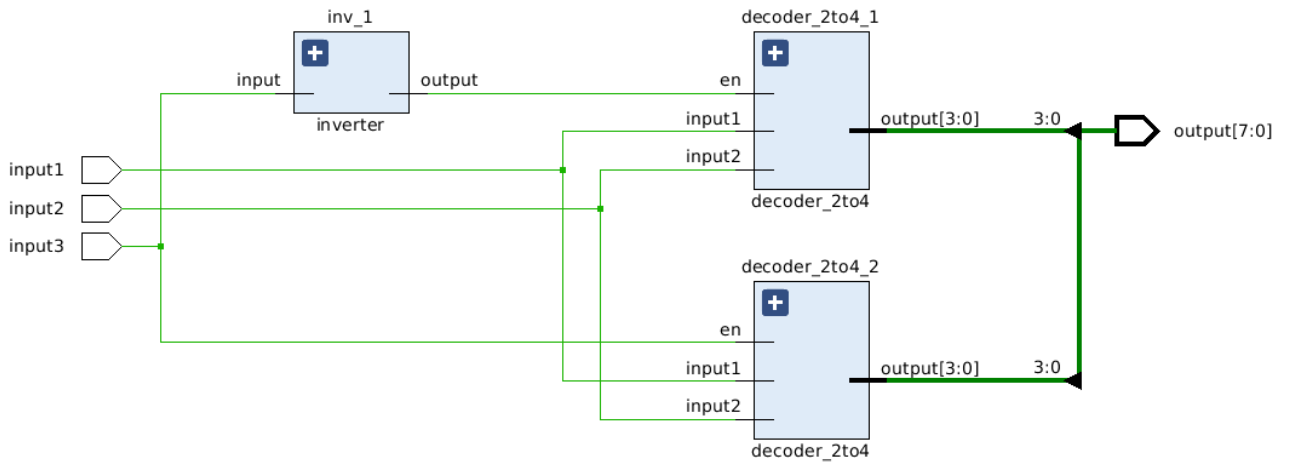 inv_1
input
output
inverter
input1
input2
input3
decoder_2to4_1
en
input1
input2
output[3:0]
3:0
decoder_2to4
output[7:0]
decoder_2to4_2
en
input1
input2
output[3:0]
3:0
decoder_2to4